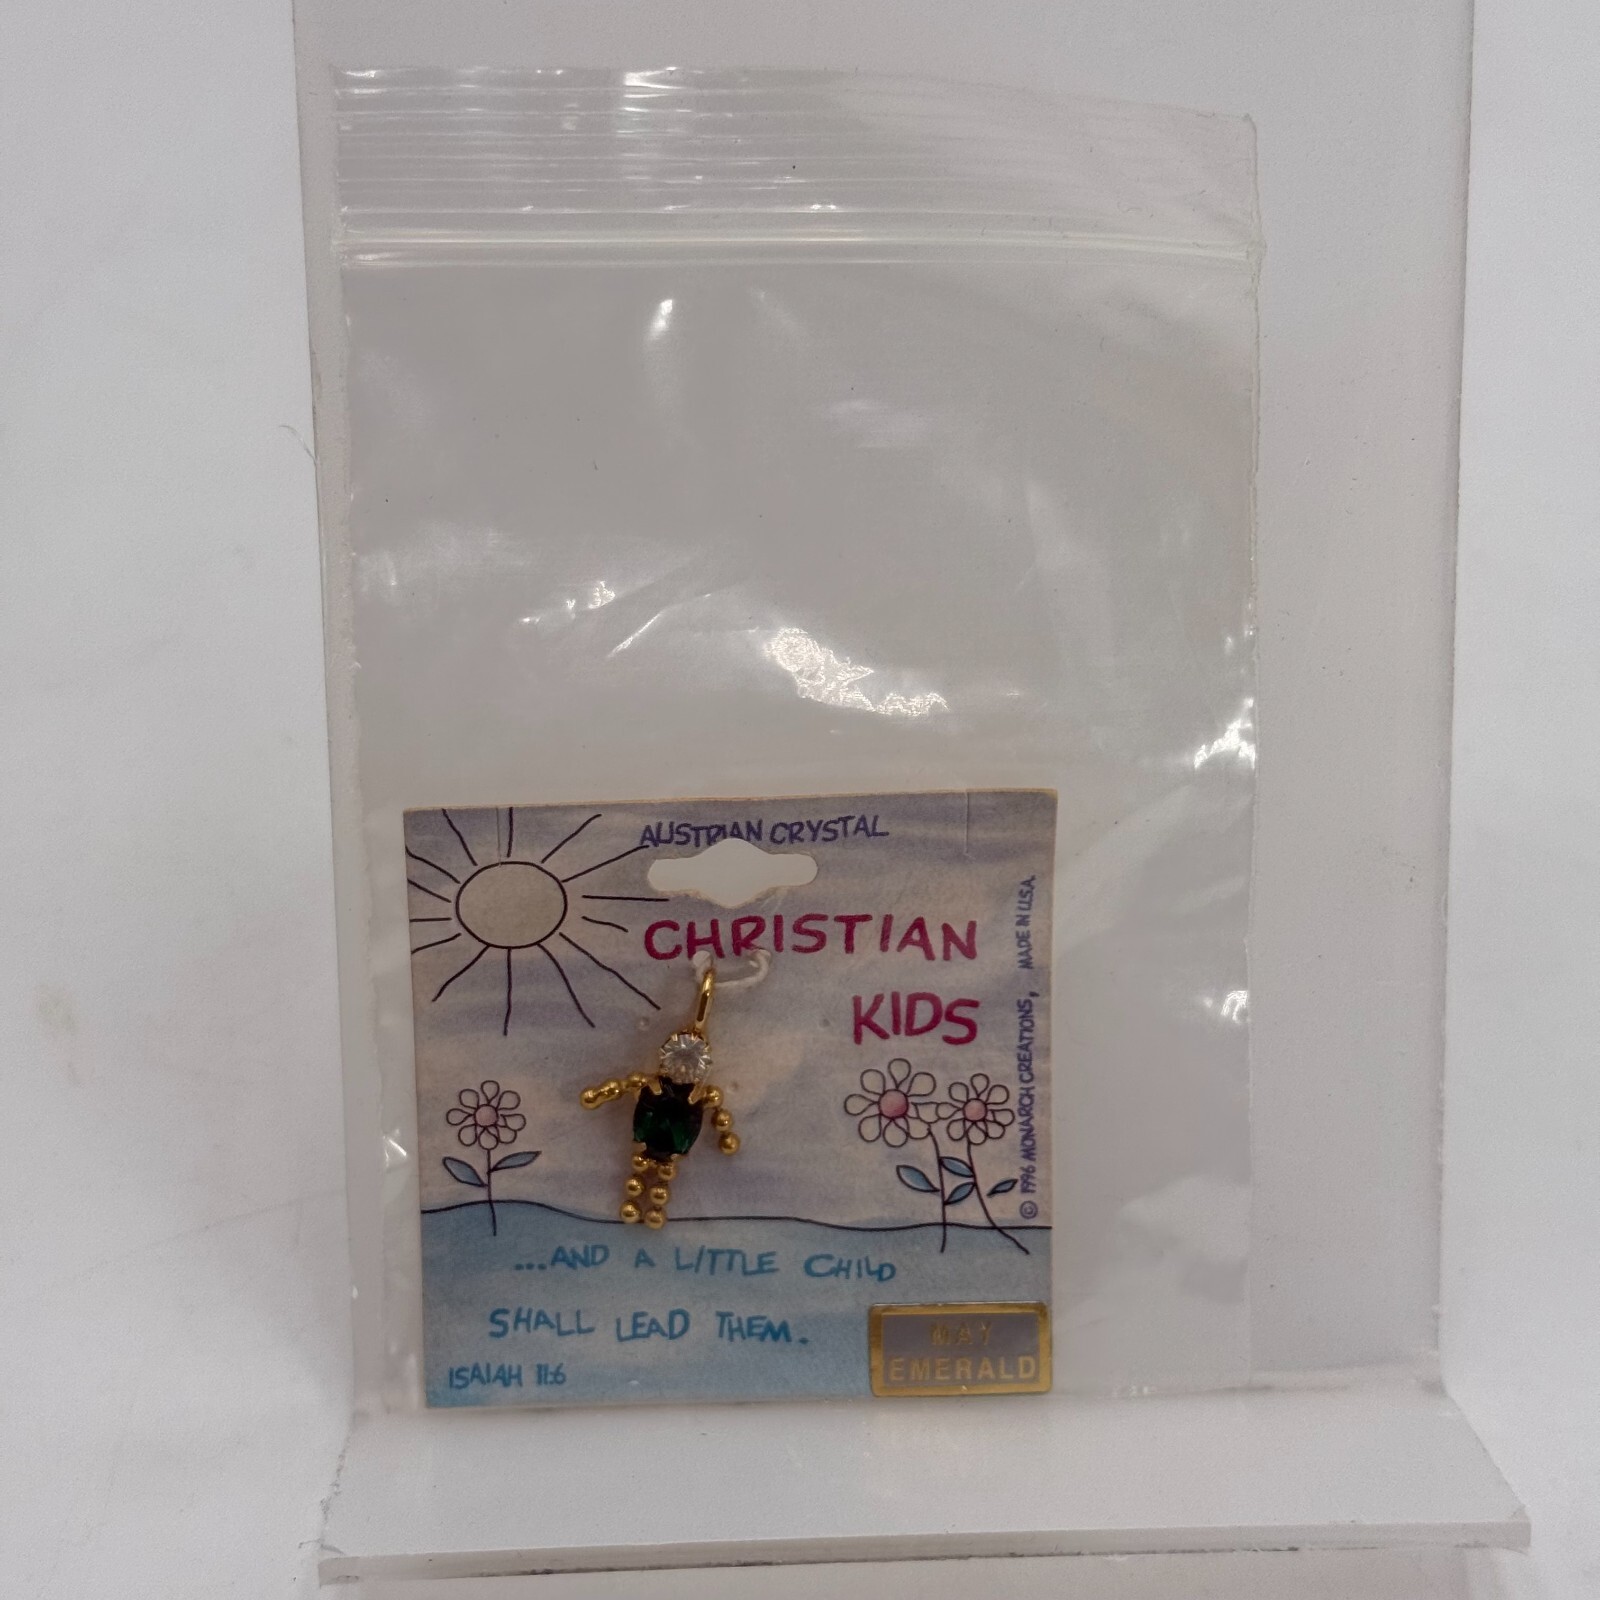 AUSTRIAN CRYSTAL
CHRISTIAN
KIDS
© 1996 MONARCH CREATIONS, MADE IN U.S.A.
...AND A LITTLE CHILD
SHALL LEAD THEM.
ISAIAH 11:6
MAY
EMERALD